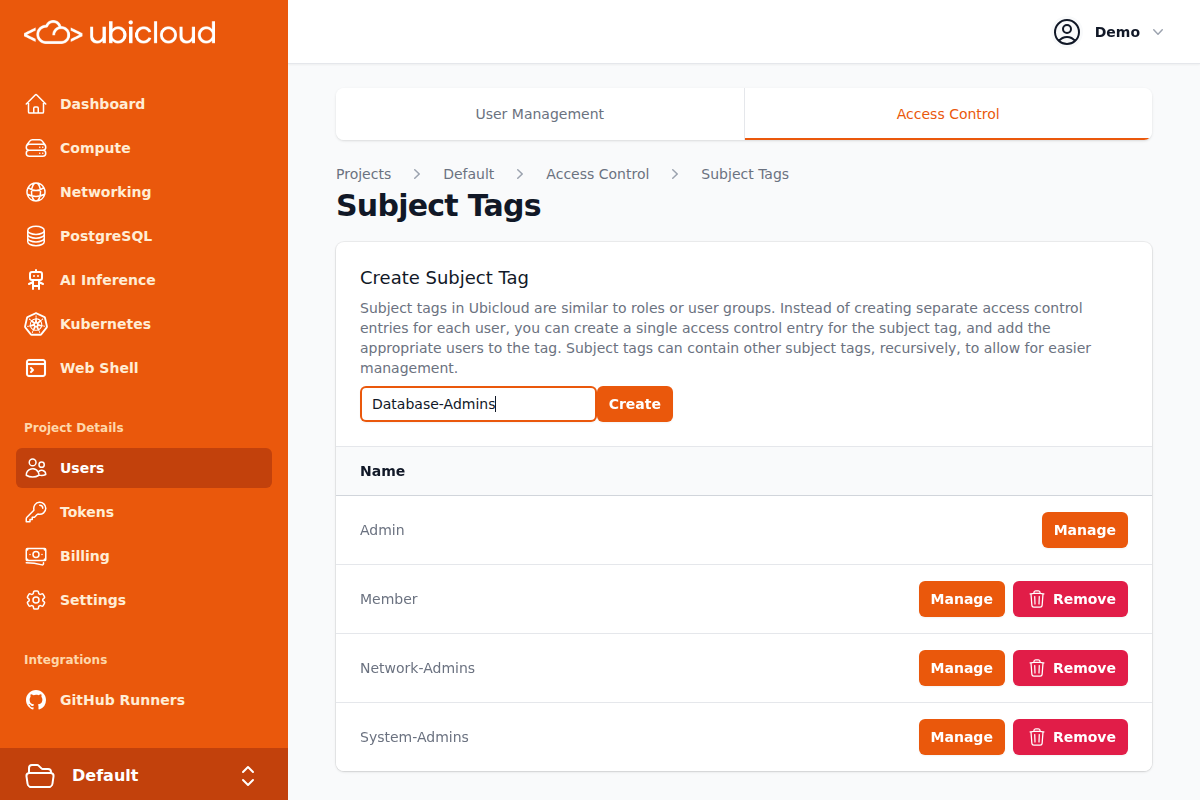 ubicloud
Demo
Dashboard
Compute
Networking
PostgreSQL
AI Inference
Kubernetes
Web Shell
Project Details
Users
Tokens
Billing
Settings
Integrations
GitHub Runners
Default
User Management
Access Control
Projects > Default > Access Control > Subject Tags
Subject Tags
Create Subject Tag
Subject tags in Ubicloud are similar to roles or user groups. Instead of creating separate access control
entries for each user, you can create a single access control entry for the subject tag, and add the
appropriate users to the tag. Subject tags can contain other subject tags, recursively, to allow for easier
management.
Database-Admins
Create
Name
Admin
Manage
Member
Manage
Remove
Network-Admins
Manage
Remove
System-Admins
Manage
Remove